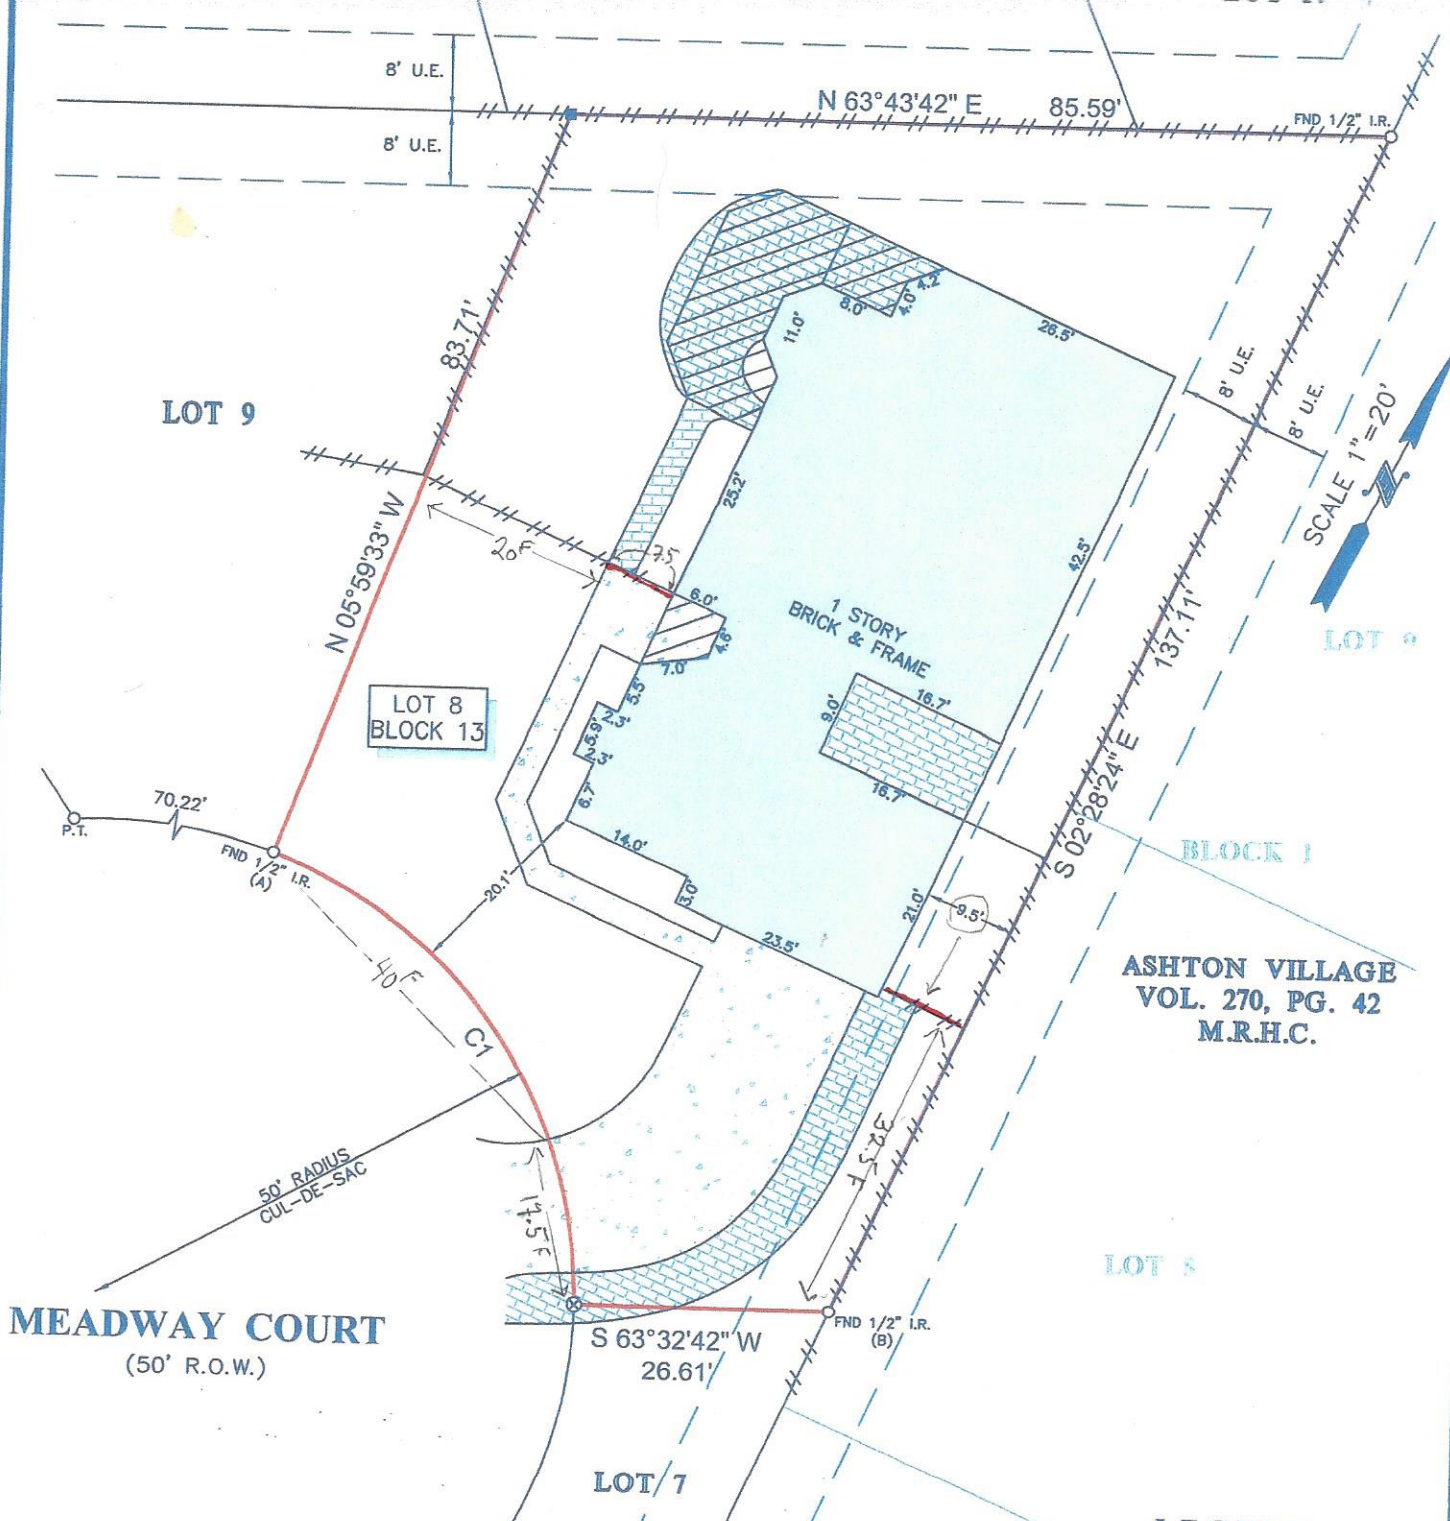 8' U.E.
8' U.E.
N 63°43'42" E 85.59'
FND 1/2" I.R.
83.71'
LOT 9
11.0'
8.0'
4.0'
4.2'
26.5'
8' U.E.
8' U.E.
SCALE 1"=20'
25.2'
42.5'
N 05°59'33" W
20F
7.5
6.0'
4.6'
7.0'
5.5'
2.3'
5.9'
2.3'
6.7'
1 STORY
BRICK & FRAME
137.11'
16.7'
9.0'
16.7'
LOT 8
BLOCK 13
S 02°28'24" E
BLOCK 1
70.22'
P.T.
FND 1/2" I.R.
(A)
20.1'
14.0'
3.0'
23.5'
21.0'
9.5'
ASHTON VILLAGE
VOL. 270, PG. 42
M.R.H.C.
40F
C1
50' RADIUS
CUL-DE-SAC
17.5F
32.5F
LOT 8
MEADWAY COURT
(50' R.O.W.)
S 63°32'42" W
26.61'
FND 1/2" I.R.
(B)
LOT 7